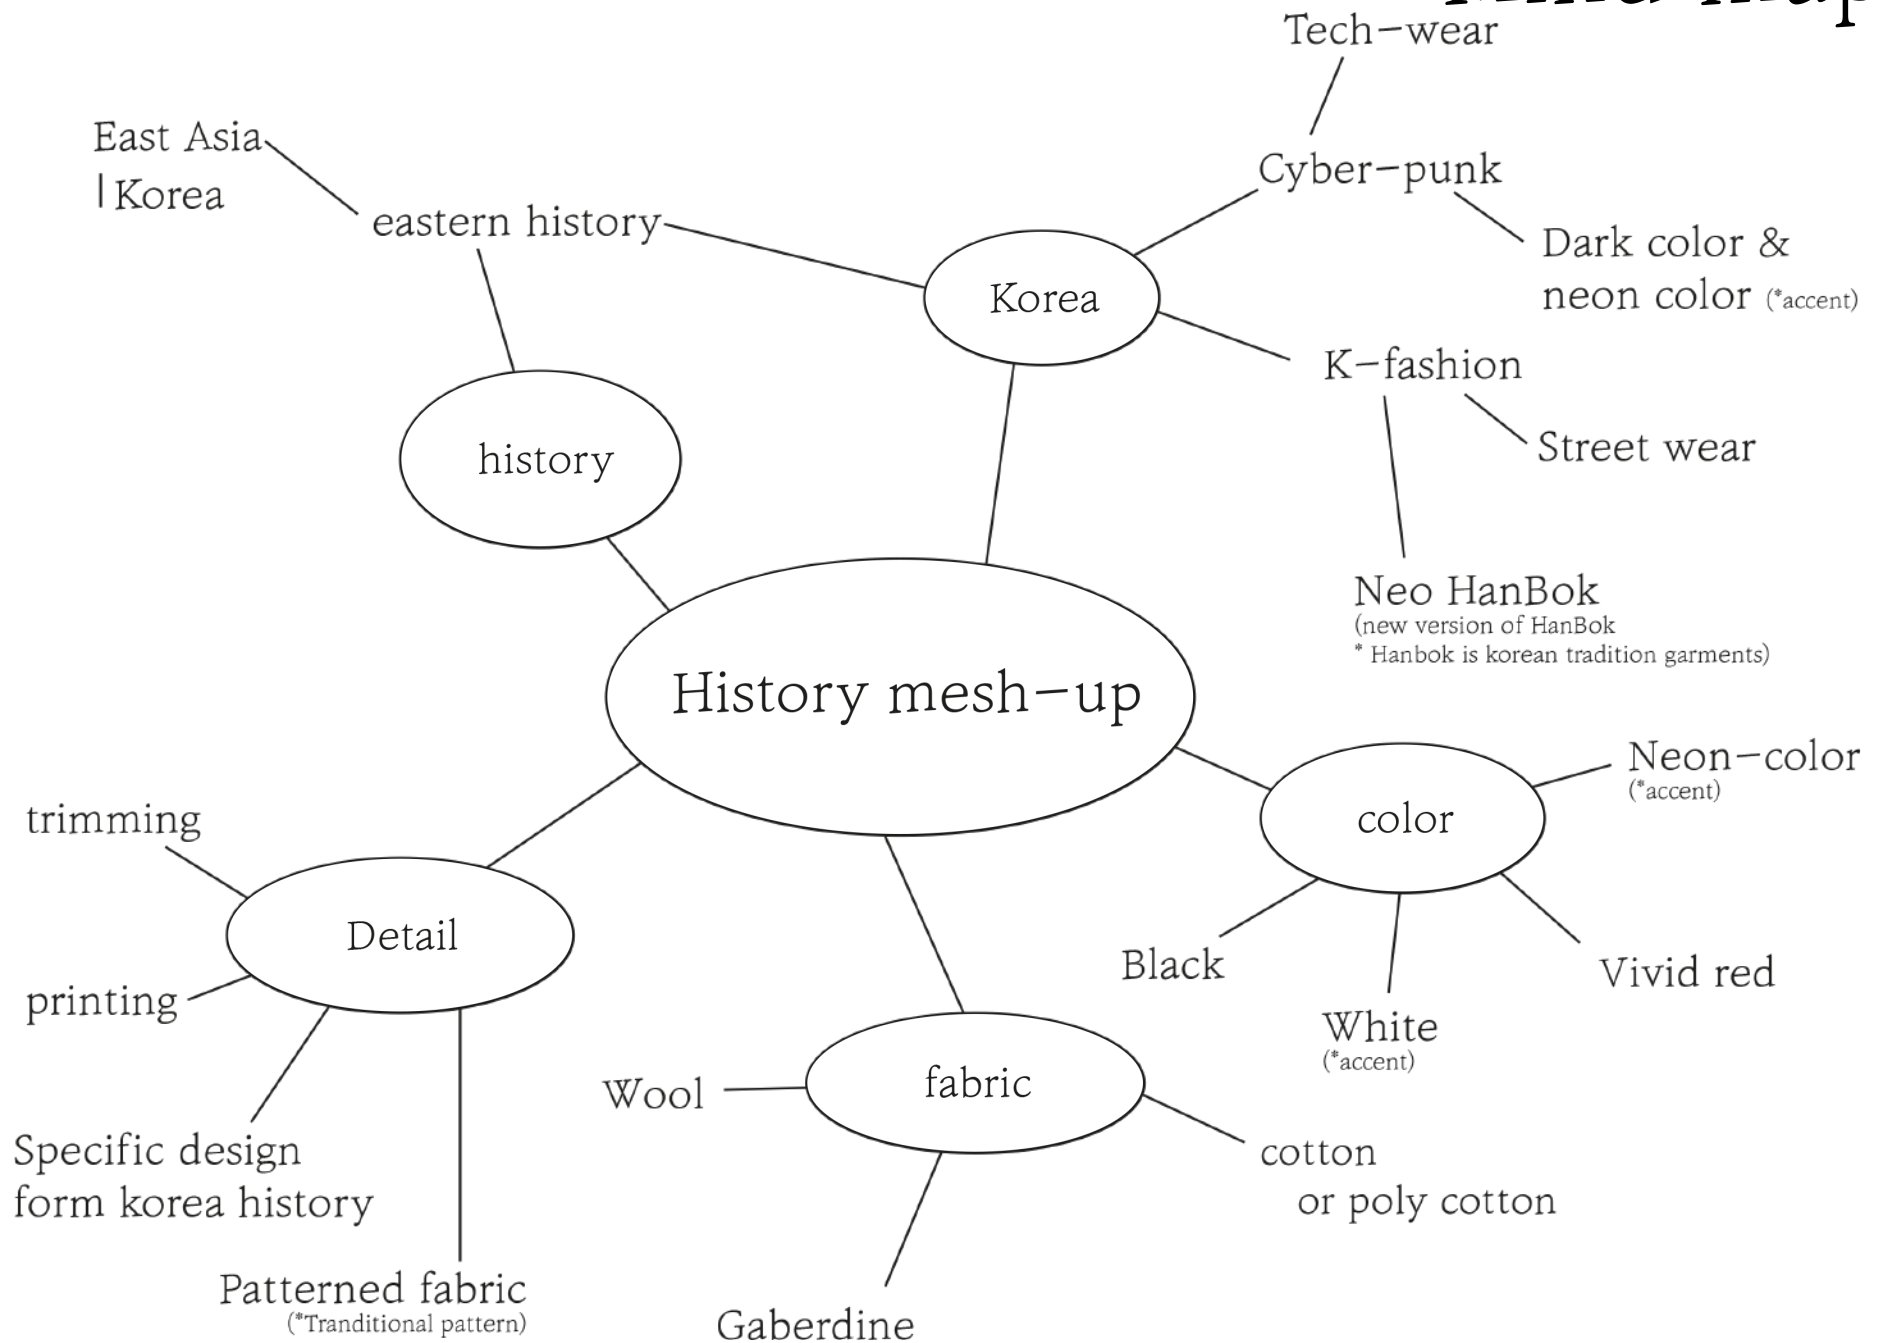 Mind map
Tech-wear
East Asia
Korea
Cyber-punk
eastern history
Dark color &
neon color (*accent)
Korea
K-fashion
Street wear
history
Neo HanBok
(new version of HanBok
* Hanbok is korean tradition garments)
History mesh-up
Neon-color
(*accent)
color
trimming
Detail
Black
Vivid red
printing
White
(*accent)
fabric
Wool
cotton
or poly cotton
Specific design
form korea history
Patterned fabric
(*Tranditional pattern)
Gaberdine